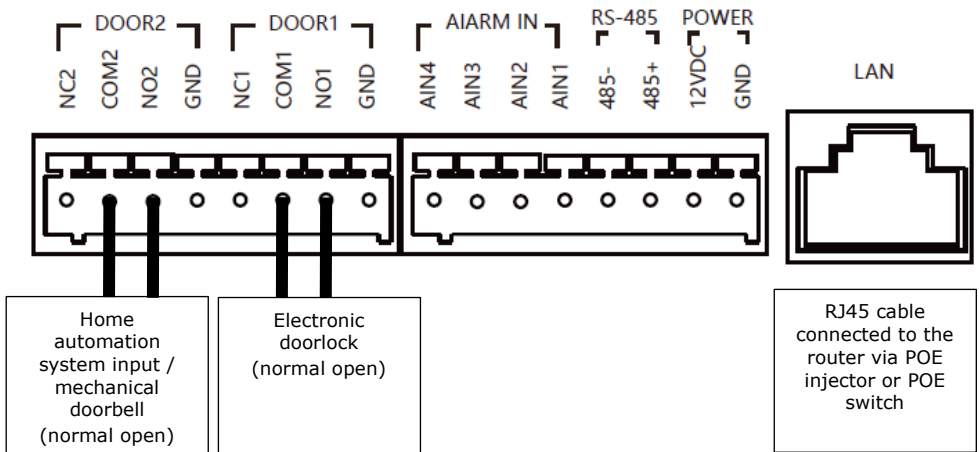 DOOR2
DOOR1
AIARM IN
RS-485
POWER
NC2
COM2
NO2
GND
NC1
COM1
NO1
GND
AIN4
AIN3
AIN2
AIN1
485-
485+
12VDC
GND
LAN
Home
automation
system input /
mechanical
doorbell
(normal open)
Electronic
doorlock
(normal open)
RJ45 cable
connected to the
router via POE
injector or POE
switch